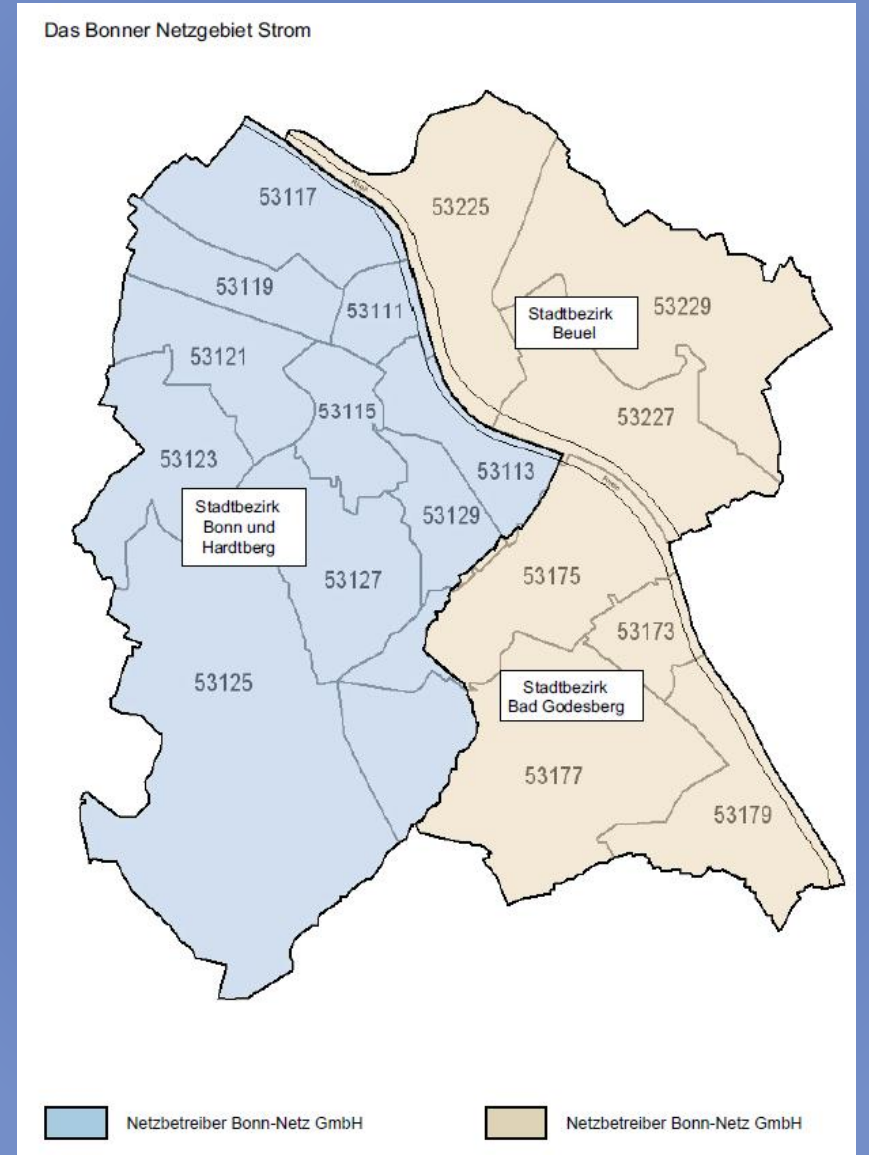 Das Bonner Netzgebiet Strom
53117
Rhein
53225
53119
53111
53229
Stadtbezirk
Beuel
53121
53115
53227
53123
53113
Rhein
Stadtbezirk
Bonn und
Hardtberg
53129
53127
53175
53173
53125
Stadtbezirk
Bad Godesberg
53177
53179
Netzbetreiber Bonn-Netz GmbH
Netzbetreiber Bonn-Netz GmbH